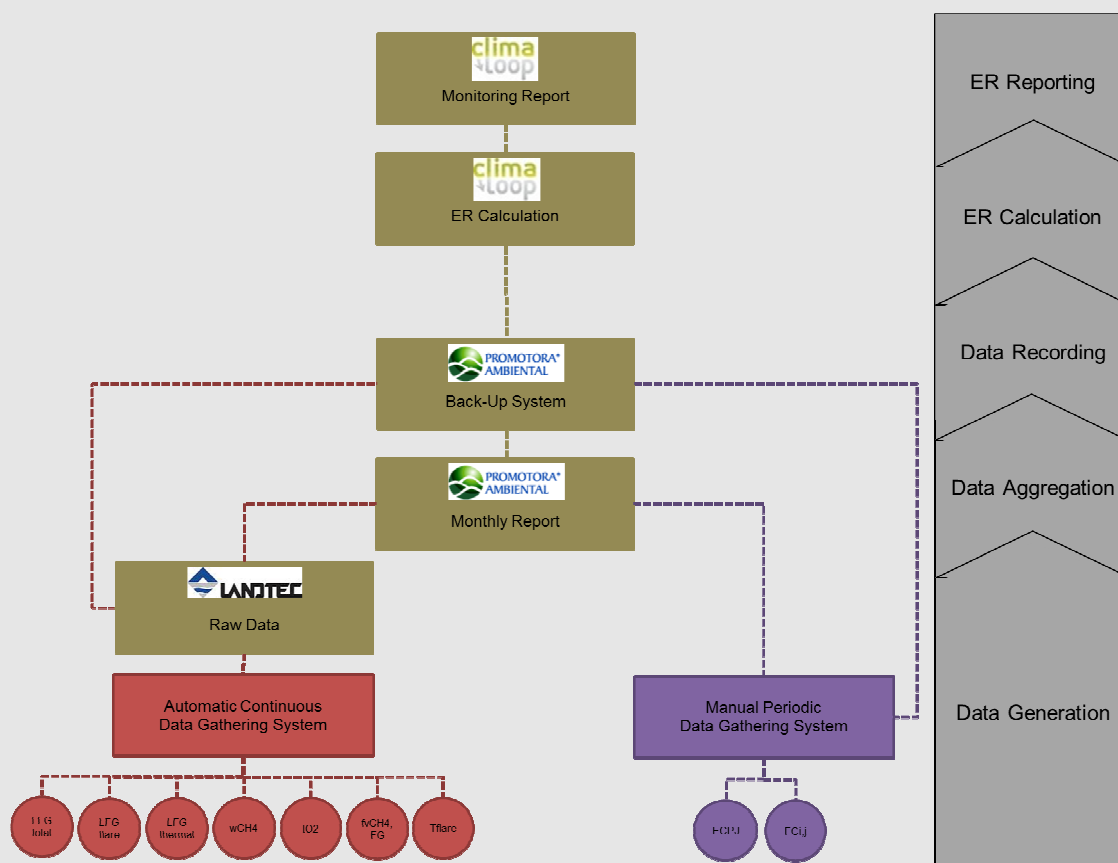 clima
Loop
Monitoring Report
clima
Loop
ER Calculation
PROMOTORA*
AMBIENTAL
Back-Up System
PROMOTORA*
AMBIENTAL
Monthly Report
LANDTEC
Raw Data
Automatic Continuous
Data Gathering System
Manual Periodic
Data Gathering System
LFG
total
LFG
flare
LFG
thermal
wCH4
fvCH4,
FG
Tflare
ER Reporting
ER Calculation
Data Recording
Data Aggregation
Data Generation